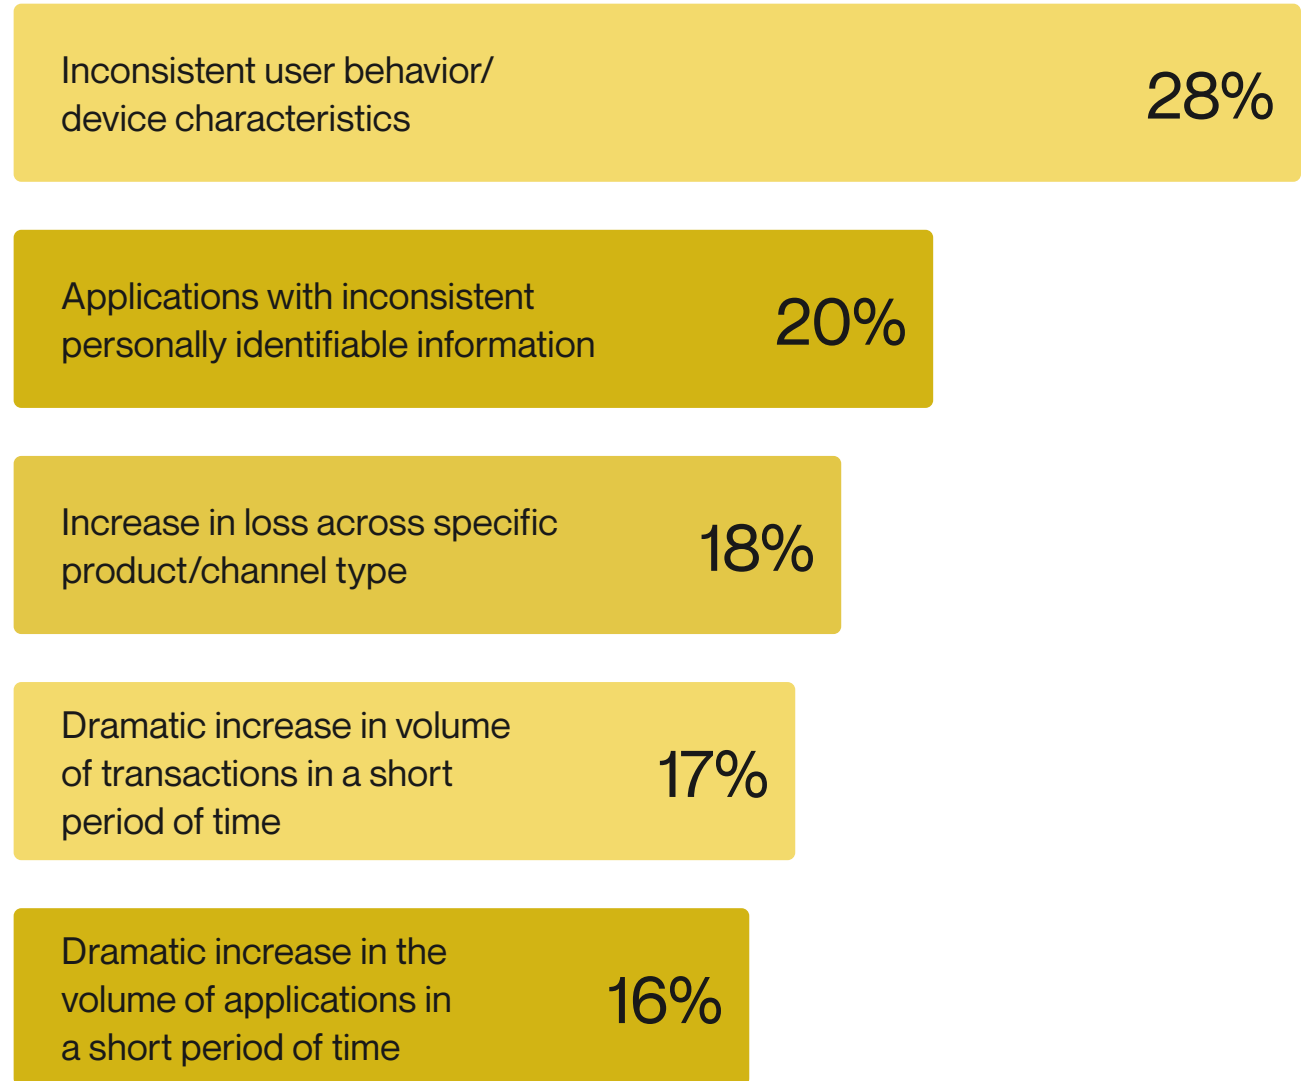 Inconsistent user behavior/
device characteristics
28%
Applications with inconsistent
personally identifiable information
20%
Increase in loss across specific
product/channel type
18%
Dramatic increase in volume
of transactions in a short
period of time
17%
Dramatic increase in the
volume of applications in
a short period of time
16%